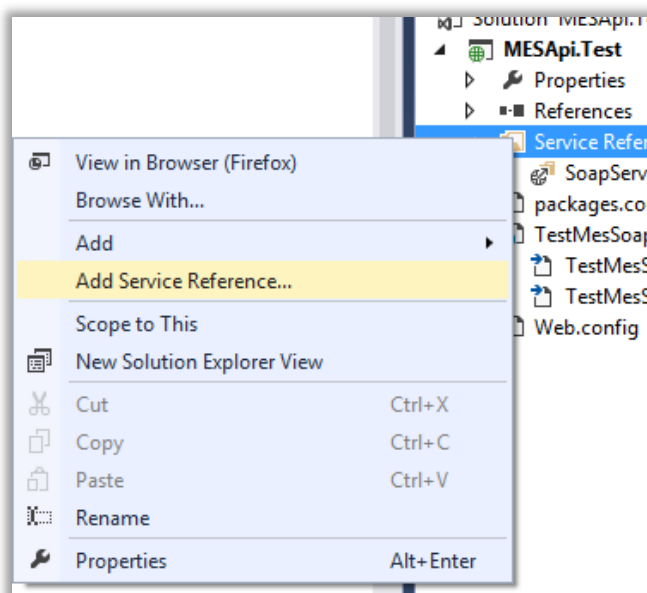 Solution 'MESApi.T
MESApi.Test
Properties
References
Service Refer
SoapServ
packages.co
TestMesSoap
TestMesS
TestMesS
Web.config
View in Browser (Firefox)
Browse With...
Add
Add Service Reference...
Scope to This
New Solution Explorer View
Cut Ctrl+X
Copy Ctrl+C
Paste Ctrl+V
Rename
Properties Alt+Enter